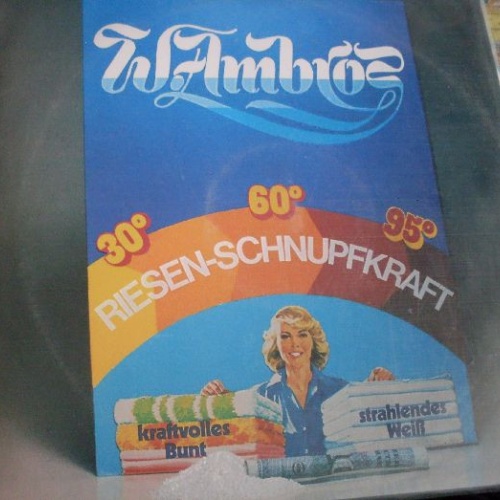 W. Ambros
30° 60° 95°
RIESEN-SCHNUPFKRAFT
kraftvolles
Bunt
strahlendes
Weiß